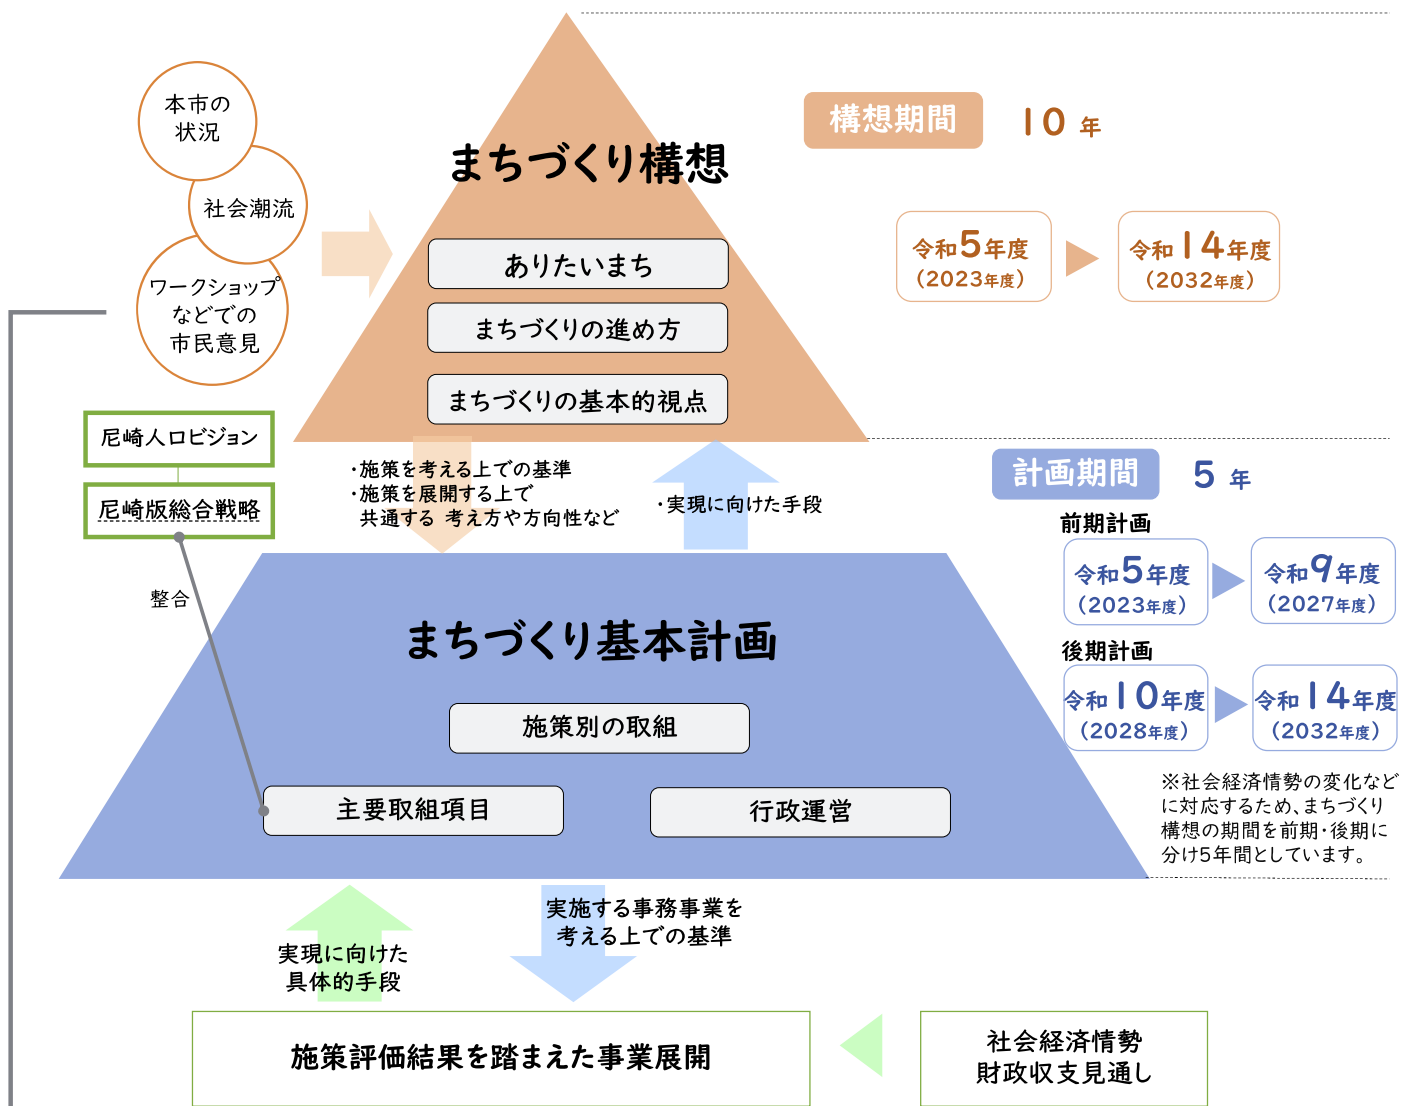 本市の
状況
社会潮流
ワークショップ
などでの
市民意見
まちづくり構想
ありたいまち
まちづくりの進め方
まちづくりの基本的視点
構想期間 10 年
令和5年度
(2023年度)
令和14年度
(2032年度)
尼崎人口ビジョン
尼崎版総合戦略
整合
・施策を考える上での基準
・施策を展開する上で
共通する 考え方や方向性など
・実現に向けた手段
計画期間 5 年
前期計画
令和5年度
(2023年度)
令和9年度
(2027年度)
後期計画
令和10年度
(2028年度)
令和14年度
(2032年度)
※社会経済情勢の変化など
に対応するため、まちづくり
構想の期間を前期・後期に
分け5年間としています。
まちづくり基本計画
施策別の取組
主要取組項目
行政運営
実現に向けた
具体的手段
実施する事務事業を
考える上での基準
施策評価結果を踏まえた事業展開
社会経済情勢
財政収支見通し